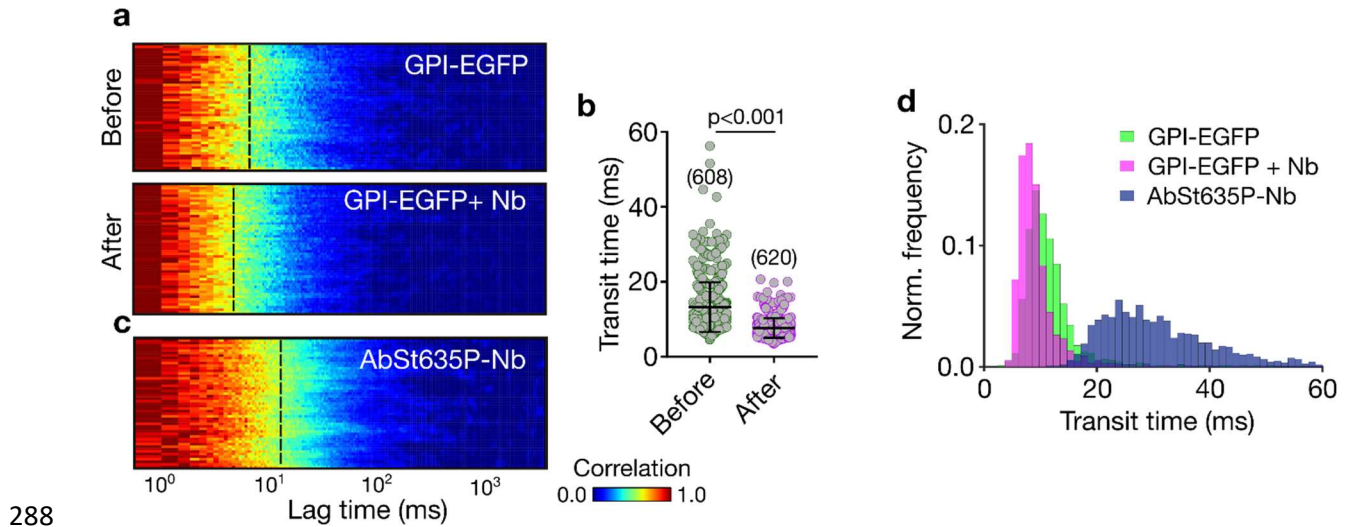 a
Before
GPI-EGFP
After
GPI-EGFP+ Nb
c
AbSt635P-Nb
10⁰ 10¹ 10² 10³
Lag time (ms)
Correlation
0.0 1.0
b
p<0.001
Transit time (ms)
60
40
20
0
(608)
(620)
Before After
d
Norm. frequency
0.2
0.1
0.0
GPI-EGFP
GPI-EGFP + Nb
AbSt635P-Nb
0 20 40 60
Transit time (ms)
288